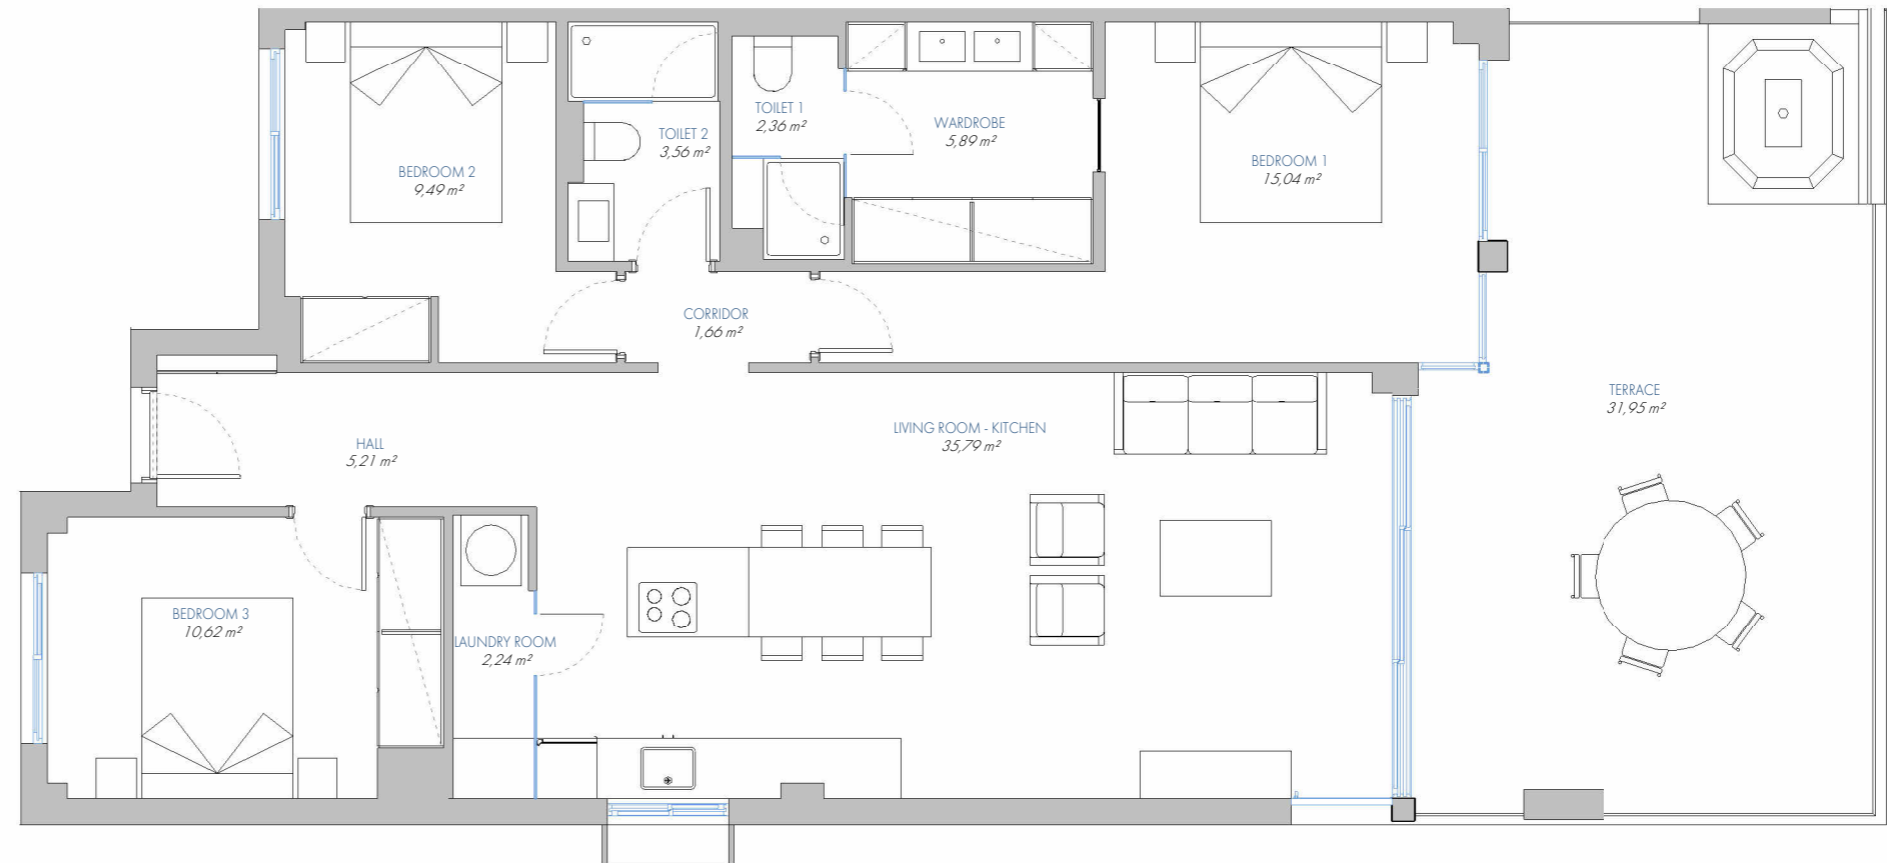 TOILET 1
2,36 m²
WARDROBE
5,89 m²
TOILET 2
3,56 m²
BEDROOM 1
15,04 m²
BEDROOM 2
9,49 m²
CORRIDOR
1,66 m²
TERRACE
31,95 m²
LIVING ROOM - KITCHEN
35,79 m²
HALL
5,21 m²
BEDROOM 3
10,62 m²
LAUNDRY ROOM
2,24 m²